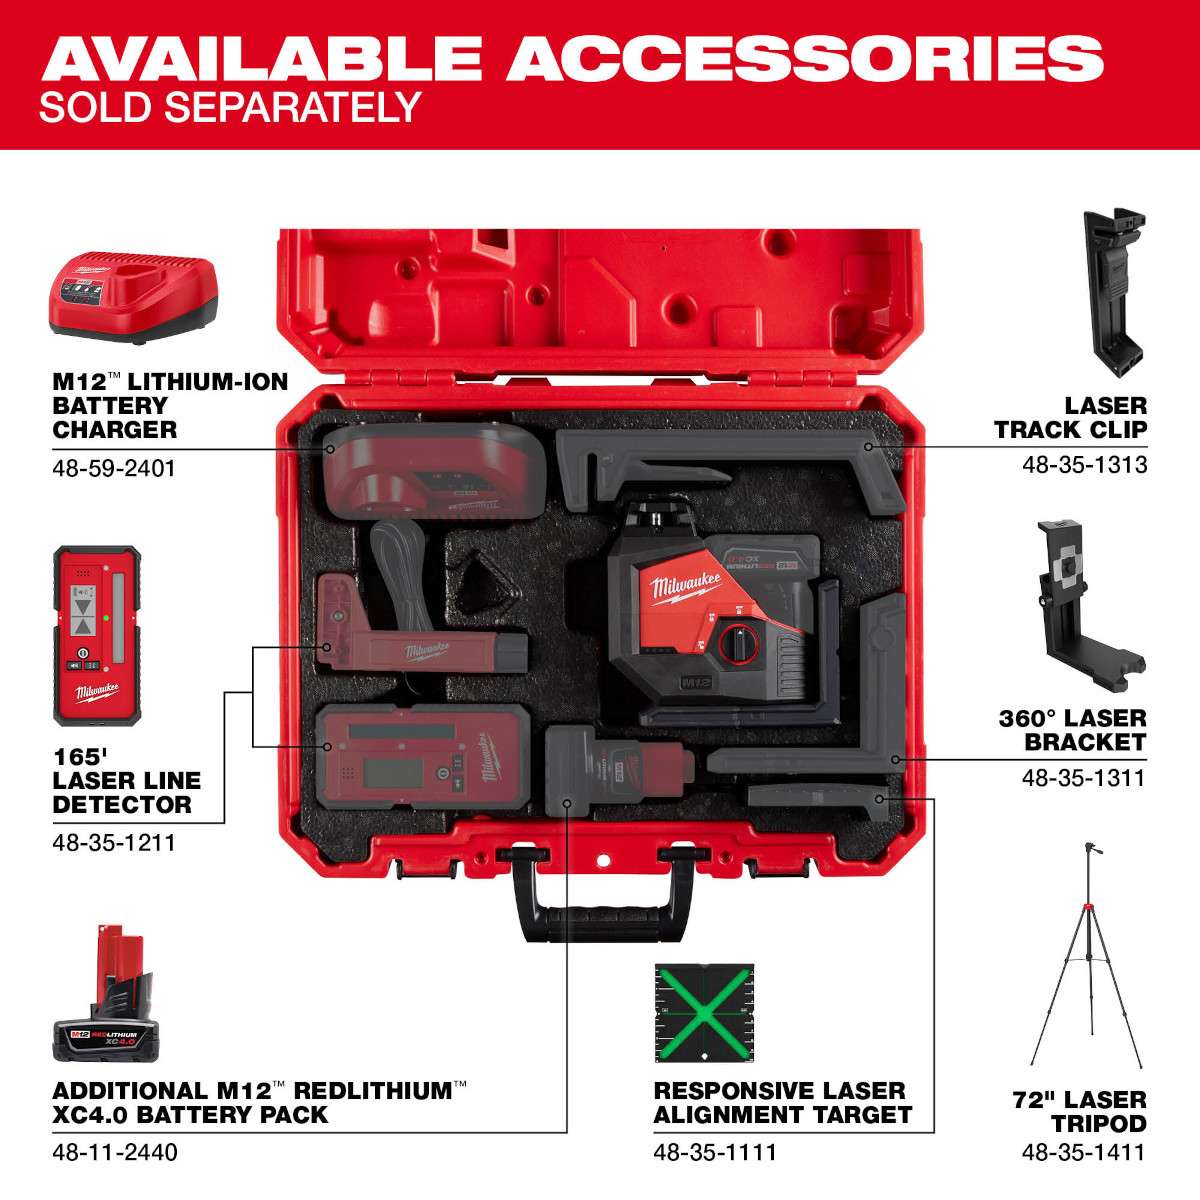 AVAILABLE ACCESSORIES
SOLD SEPARATELY
Milwaukee
M12™ LITHIUM-ION
BATTERY
CHARGER
48-59-2401
LASER
TRACK CLIP
48-35-1313
Milwaukee
165'
LASER LINE
DETECTOR
48-35-1211
Milwaukee
M12
Milwaukee
Milwaukee
M12
360° LASER
BRACKET
48-35-1311
M12 REDLITHIUM
XC4.0
ADDITIONAL M12™ REDLITHIUM™
XC4.0 BATTERY PACK
48-11-2440
RESPONSIVE LASER
ALIGNMENT TARGET
48-35-1111
72" LASER
TRIPOD
48-35-1411